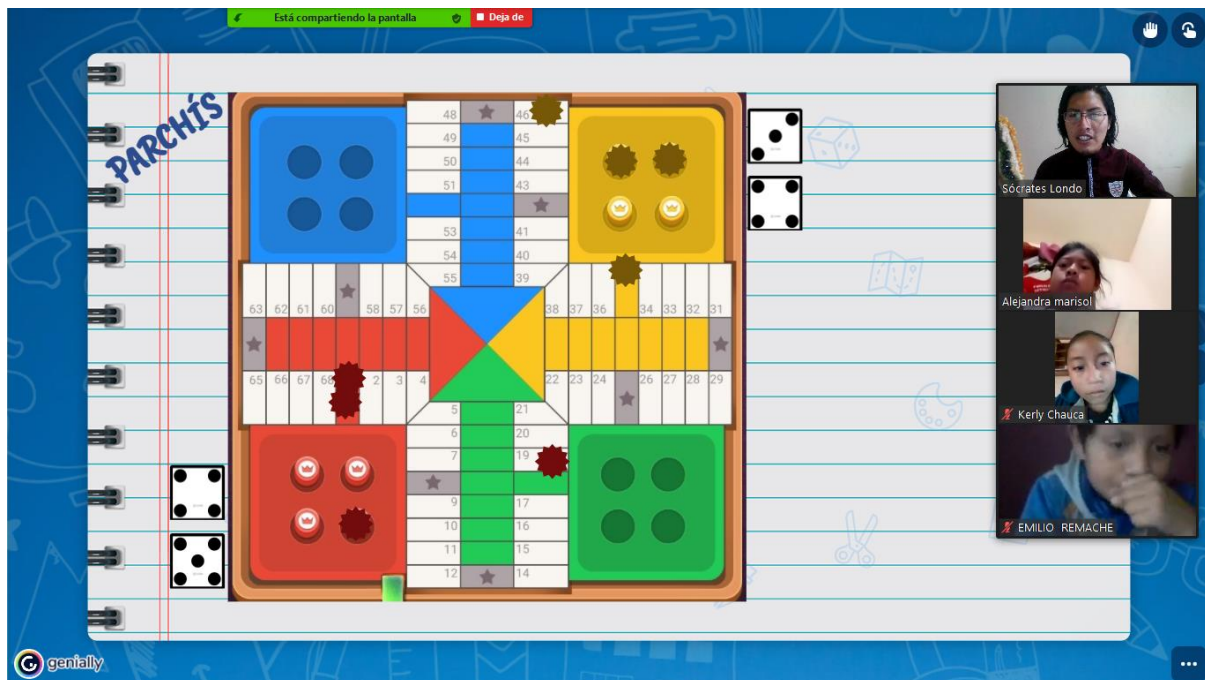 Está compartiendo la pantalla
Deja de
PARCHÍS
48
46
49
45
50
44
51
43
53
41
54
40
55
39
63 62 61 60 58 57 56
38 37 36 34 33 32 31
65 66 67 68 2 3 4
22 23 24 26 27 28 29
5
21
6
20
7
19
9
17
10
16
11
15
12
14
Sócrates Londo
Alejandra marisol
Kerly Chauca
EMILIO REMACHE
genially